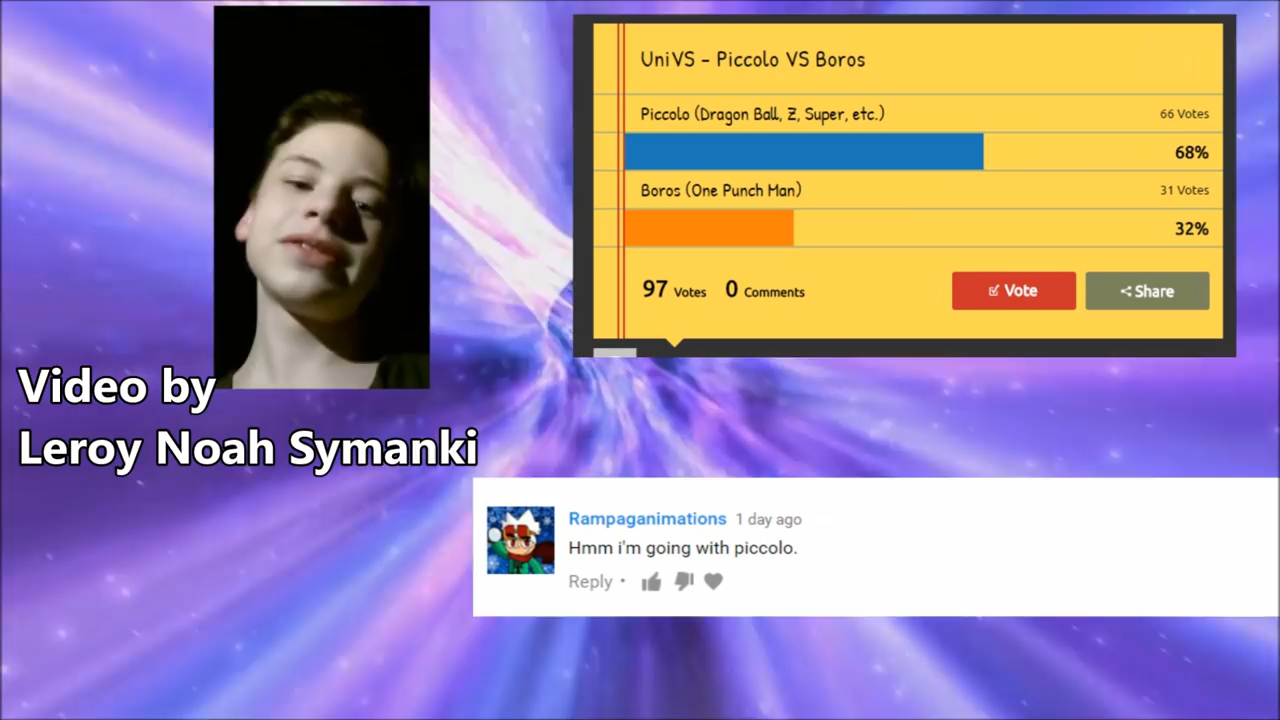 UniVS - Piccolo VS Boros
Piccolo (Dragon Ball, Z, Super, etc.)
66 Votes
68%
Boros (One Punch Man)
31 Votes
32%
97 Votes 0 Comments
Vote
Share
Video by
Leroy Noah Symanki
Rampaganimations 1 day ago
Hmm i'm going with piccolo.
Reply •